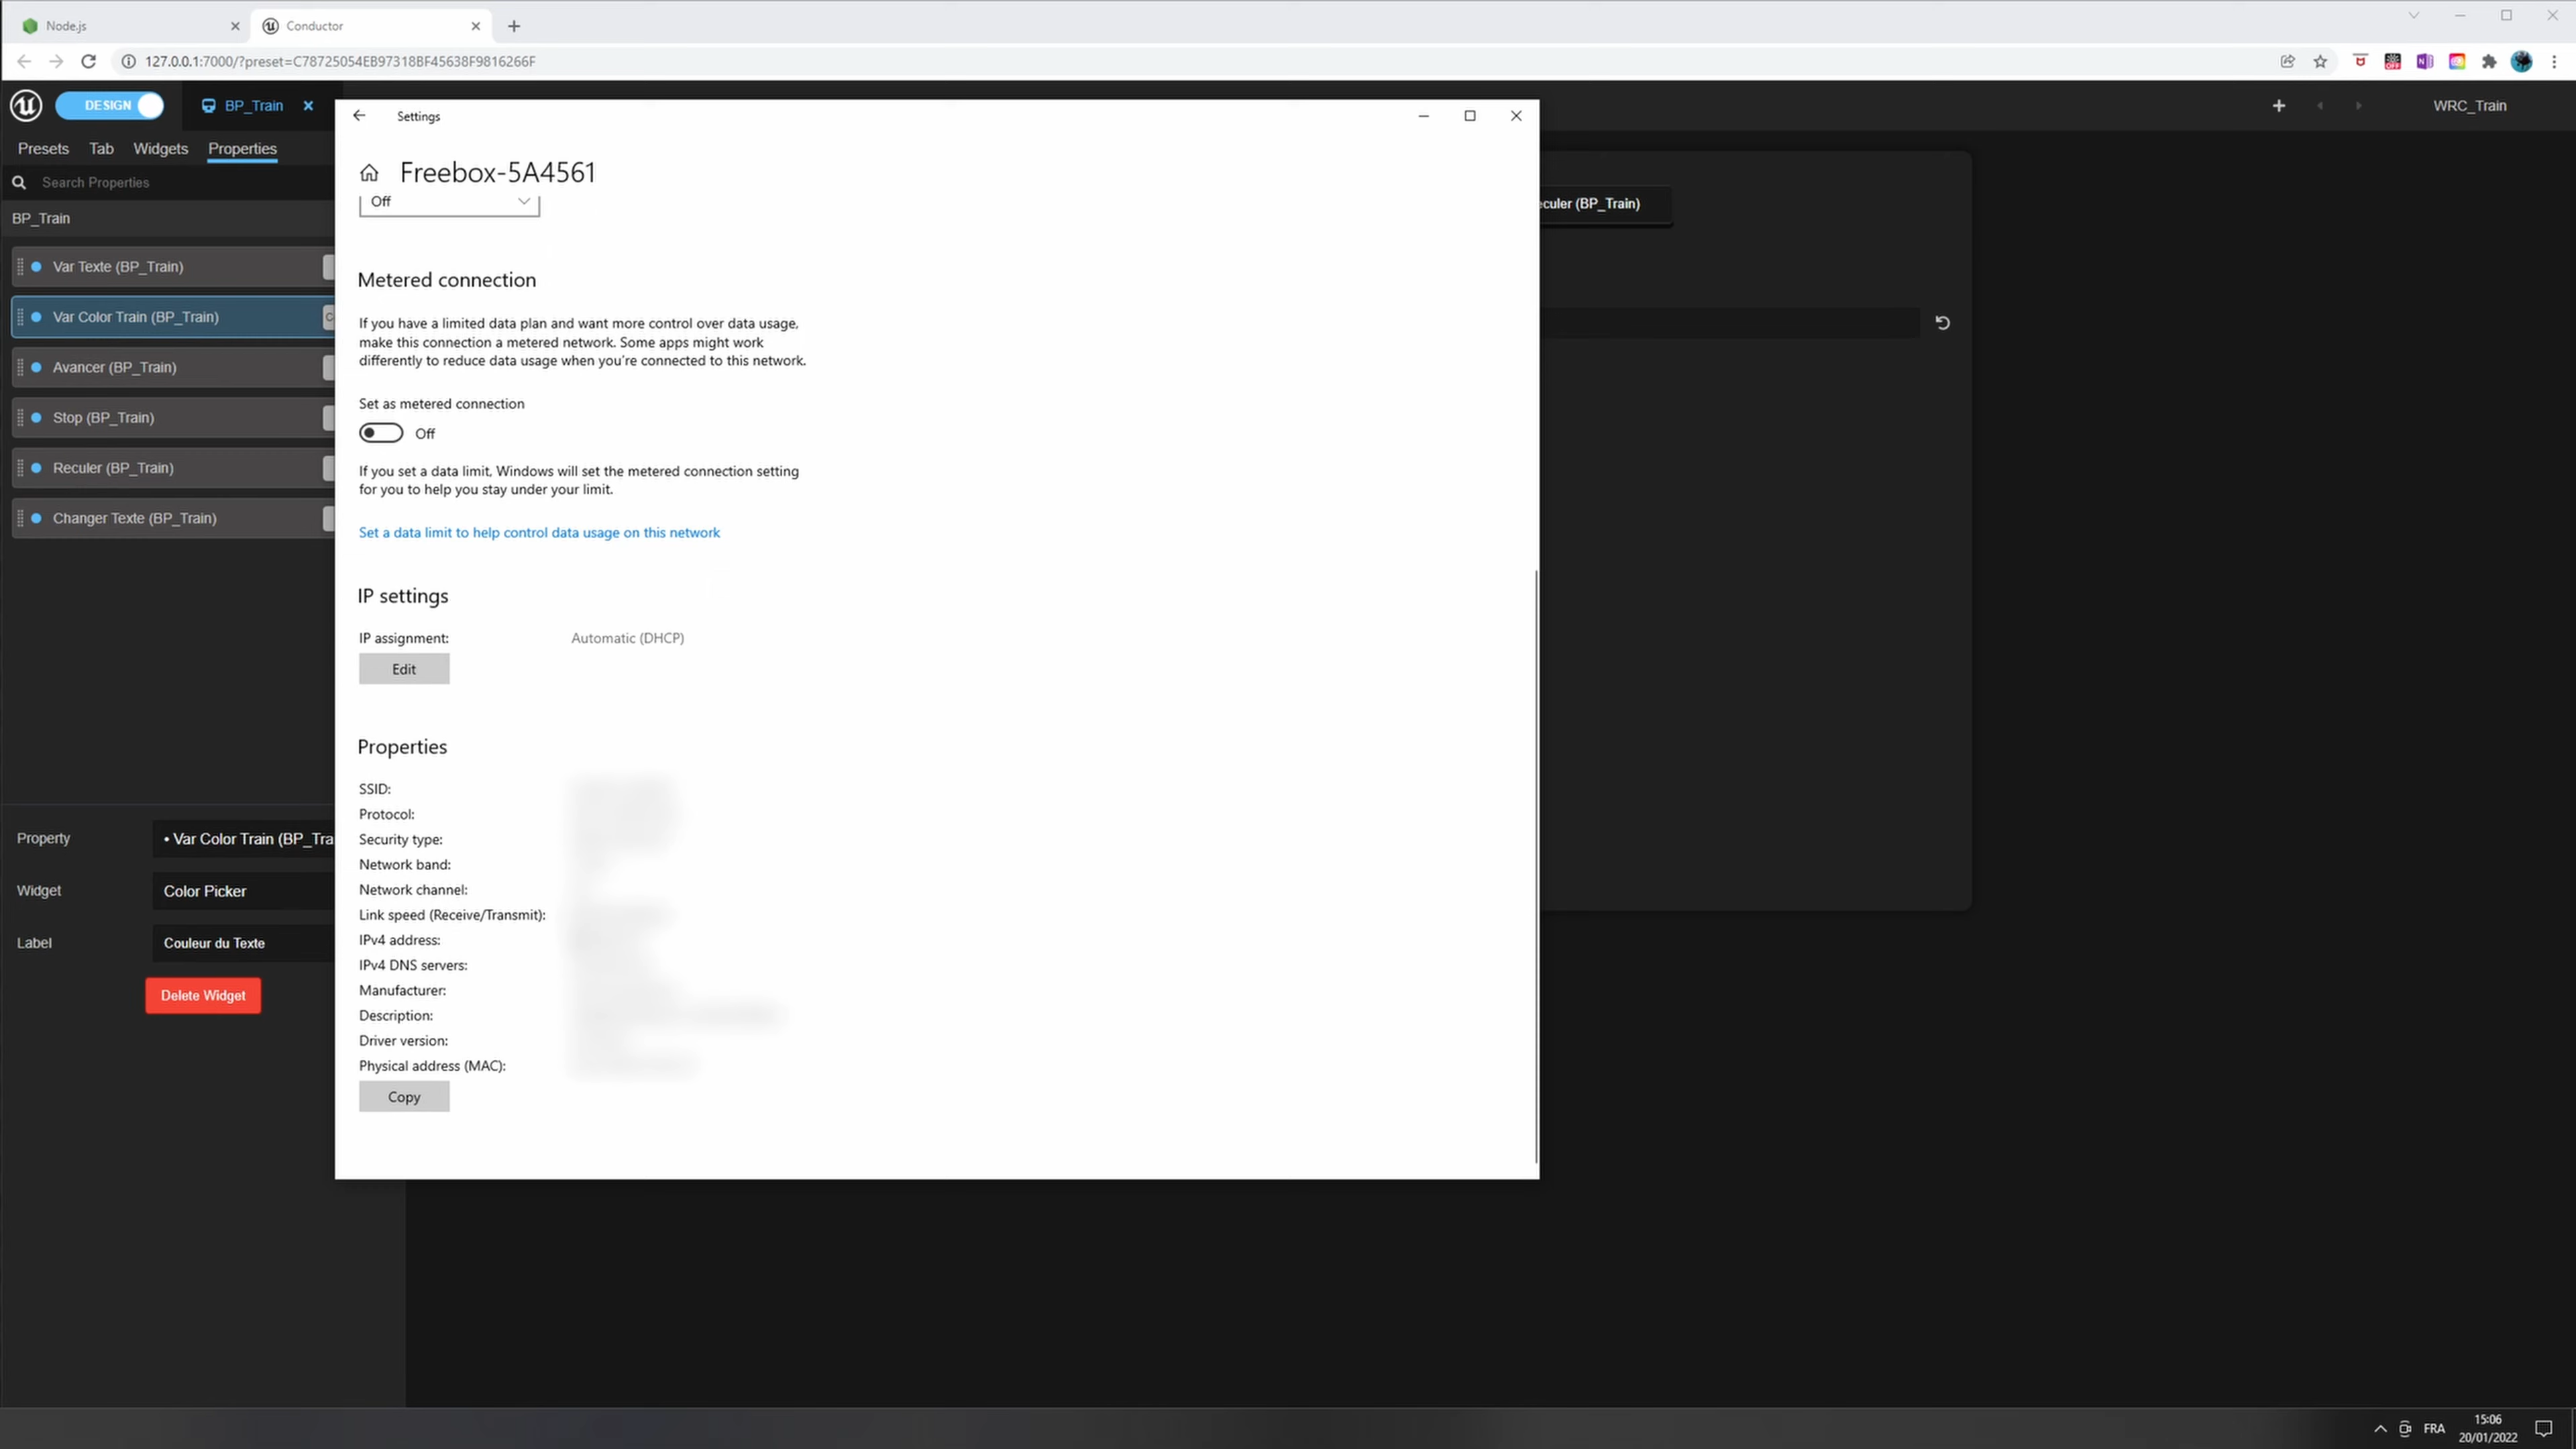 Node.js
Conductor
127.0.0.1:7000/?preset=C78725054EB97318BF45638F9816266F
DESIGN
BP_Train
WRC_Train
Presets
Tab
Widgets
Properties
Search Properties
BP_Train
Var Texte (BP_Train)
Var Color Train (BP_Train)
Avancer (BP_Train)
Stop (BP_Train)
Reculer (BP_Train)
Changer Texte (BP_Train)
Property
• Var Color Train (BP_Tra
Widget
Color Picker
Label
Couleur du Texte
Delete Widget
Settings
Freebox-5A4561
Off
Metered connection
If you have a limited data plan and want more control over data usage,
make this connection a metered network. Some apps might work
differently to reduce data usage when you're connected to this network.
Set as metered connection
Off
If you set a data limit, Windows will set the metered connection setting
for you to help you stay under your limit.
Set a data limit to help control data usage on this network
IP settings
IP assignment:
Automatic (DHCP)
Edit
Properties
SSID:
Protocol:
Security type:
Network band:
Network channel:
Link speed (Receive/Transmit):
IPv4 address:
IPv4 DNS servers:
Manufacturer:
Description:
Driver version:
Physical address (MAC):
Copy
eculer (BP_Train)
FRA
15:06
20/01/2022